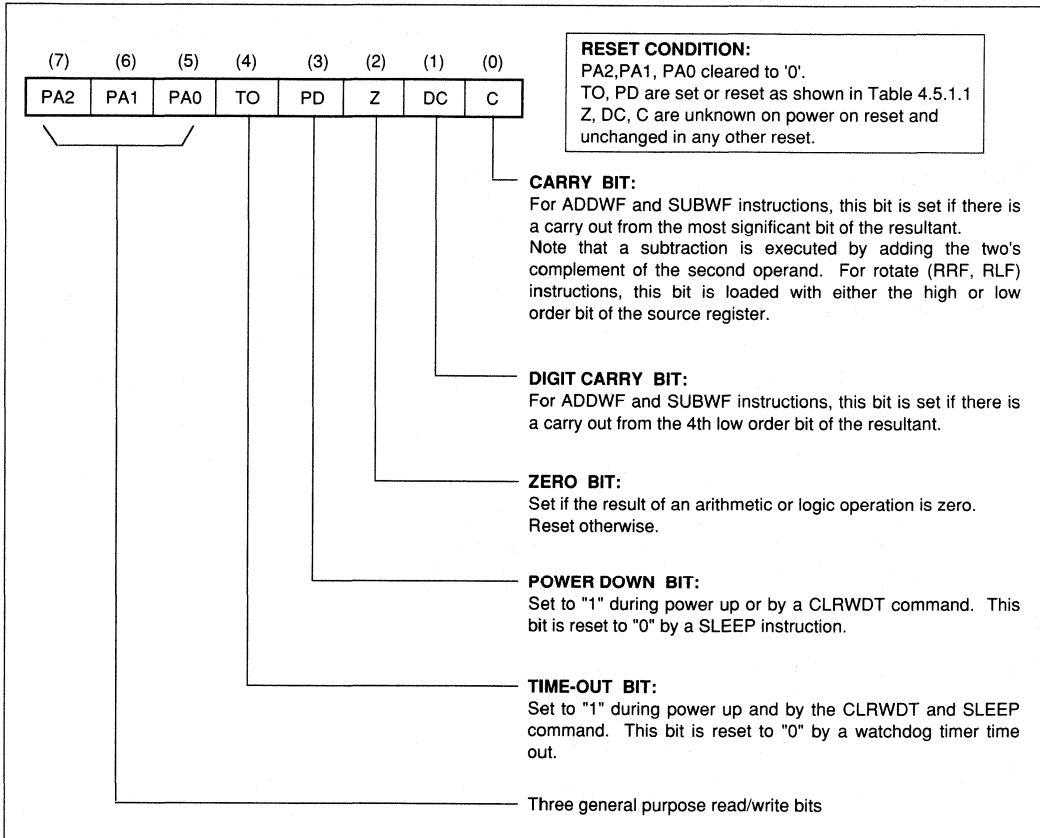 (7) (6) (5) (4) (3) (2) (1) (0)
PA2 PA1 PA0 TO PD Z DC C
RESET CONDITION:
PA2,PA1, PA0 cleared to '0'.
TO, PD are set or reset as shown in Table 4.5.1.1
Z, DC, C are unknown on power on reset and
unchanged in any other reset.
CARRY BIT:
For ADDWF and SUBWF instructions, this bit is set if there is
a carry out from the most significant bit of the resultant.
Note that a subtraction is executed by adding the two's
complement of the second operand. For rotate (RRF, RLF)
instructions, this bit is loaded with either the high or low
order bit of the source register.
DIGIT CARRY BIT:
For ADDWF and SUBWF instructions, this bit is set if there is
a carry out from the 4th low order bit of the resultant.
ZERO BIT:
Set if the result of an arithmetic or logic operation is zero.
Reset otherwise.
POWER DOWN BIT:
Set to "1" during power up or by a CLRWDT command. This
bit is reset to "0" by a SLEEP instruction.
TIME-OUT BIT:
Set to "1" during power up and by the CLRWDT and SLEEP
command. This bit is reset to "0" by a watchdog timer time
out.
Three general purpose read/write bits